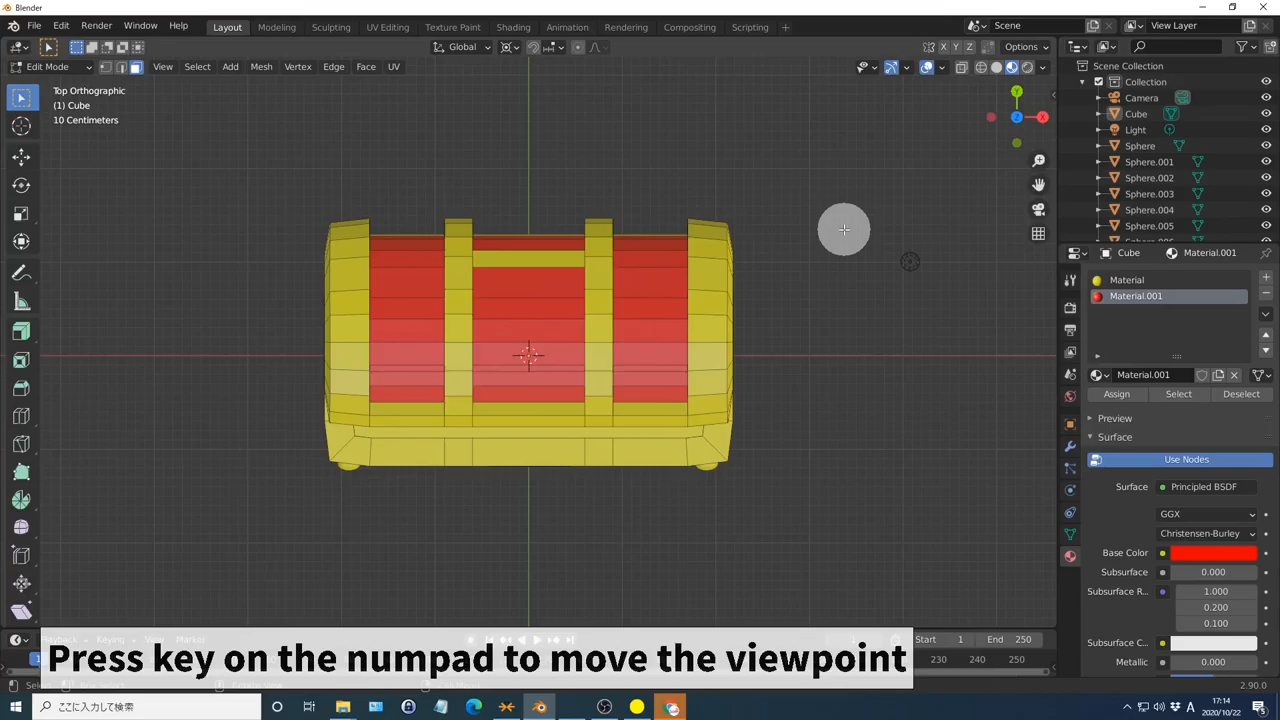 Blender
File Edit Render Window Help Layout Modeling Sculpting UV Editing Texture Paint Shading Animation Rendering Compositing Scripting + Scene View Layer
Global X Y Z Options
Edit Mode View Select Add Mesh Vertex Edge Face UV
Top Orthographic
(1) Cube
10 Centimeters
Y
Z
X
Scene Collection
Collection
Camera
Cube
Light
Sphere
Sphere.001
Sphere.002
Sphere.003
Sphere.004
Sphere.005
Cube Material.001
Material
Material.001
Material.001
Assign Select Deselect
Preview
Surface
Use Nodes
Surface Principled BSDF
GGX
Christensen-Burley
Base Color
Subsurface 0.000
Subsurface R... 1.000
0.200
0.100
Subsurface C...
Metallic 0.000
Playback Keying View Marker
Start 1 End 250
230 240 250
Press key on the numpad to move the viewpoint
2.90.0
ここに入力して検索
A
17:14
2020/10/22